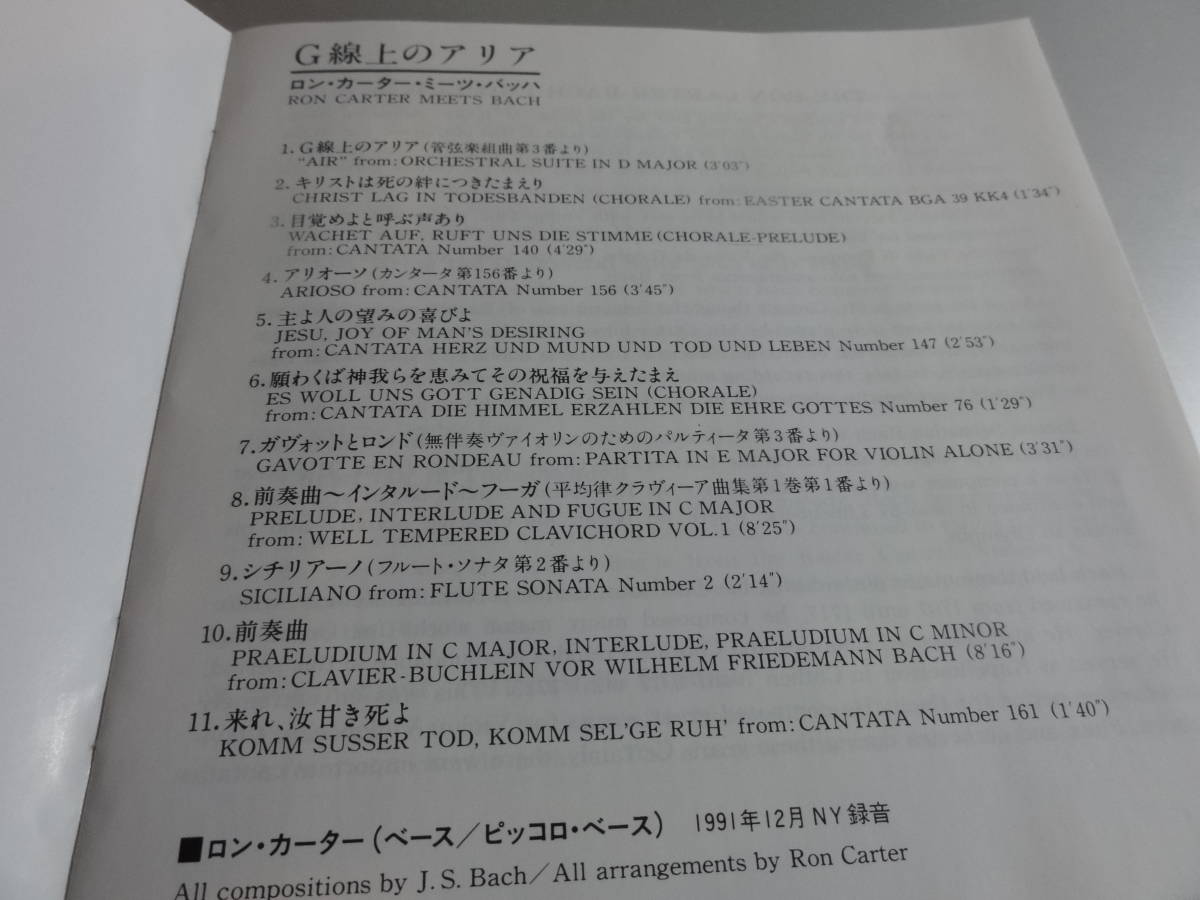 G線上のアリア
ロン・カーター・ミーツ・バッハ
RON CARTER MEETS BACH
1. G線上のアリア(管弦楽組曲第3番より)
"AIR" from: ORCHESTRAL SUITE IN D MAJOR (3'03")
2. キリストは死の絆につきたまえり
CHRIST LAG IN TODESBANDEN (CHORALE) from: EASTER CANTATA BGA 39 KK4 (1'34")
3. 目覚めよと呼ぶ声あり
WACHET AUF, RUFT UNS DIE STIMME (CHORALE-PRELUDE)
from: CANTATA Number 140 (4'29")
4. アリオーソ(カンタータ第156番より)
ARIOSO from: CANTATA Number 156 (3'45")
5. 主よ人の望みの喜びよ
JESU, JOY OF MAN'S DESIRING
from: CANTATA HERZ UND MUND UND TOD UND LEBEN Number 147 (2'53")
6. 願わくば神我らを恵みてその祝福を与えたまえ
ES WOLL UNS GOTT GENADIG SEIN (CHORALE)
from: CANTATA DIE HIMMEL ERZAHLEN DIE EHRE GOTTES Number 76 (1'29")
7. ガヴォットとロンド(無伴奏ヴァイオリンのためのパルティータ第3番より)
GAVOTTE EN RONDEAU from: PARTITA IN E MAJOR FOR VIOLIN ALONE (3'31")
8. 前奏曲〜インタルード〜フーガ(平均律クラヴィーア曲集第1巻第1番より)
PRELUDE, INTERLUDE AND FUGUE IN C MAJOR
from: WELL TEMPERED CLAVICHORD VOL.1 (8'25")
9. シチリアーノ(フルート・ソナタ第2番より)
SICILIANO from: FLUTE SONATA Number 2 (2'14")
10. 前奏曲
PRAELUDIUM IN C MAJOR, INTERLUDE, PRAELUDIUM IN C MINOR
from: CLAVIER-BUCHLEIN VOR WILHELM FRIEDEMANN BACH (8'16")
11. 来れ、汝甘き死よ
KOMM SUSSER TOD, KOMM SEL'GE RUH' from: CANTATA Number 161 (1'40")
■ロン・カーター(ベース/ピッコロ・ベース) 1991年12月 NY 録音
All compositions by J. S. Bach/All arrangements by Ron Carter